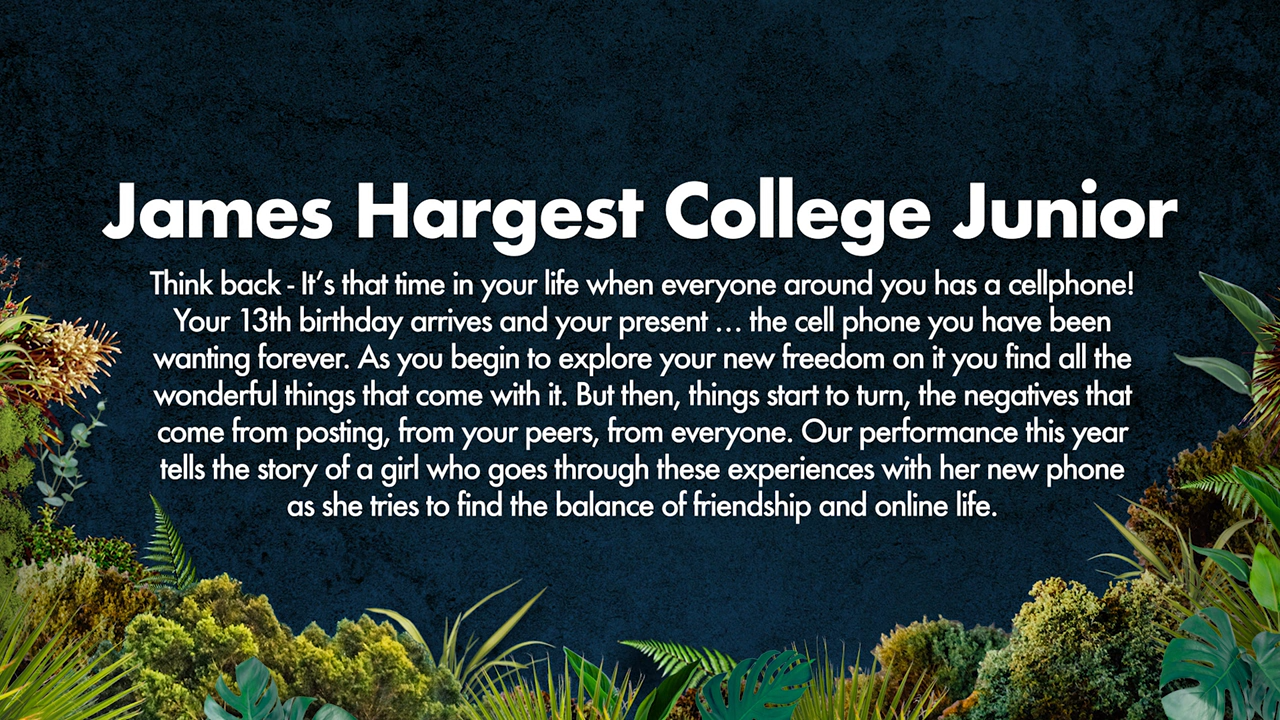 James Hargest College Junior
Think back - It's that time in your life when everyone around you has a cellphone!
Your 13th birthday arrives and your present ... the cell phone you have been
wanting forever. As you begin to explore your new freedom on it you find all the
wonderful things that come with it. But then, things start to turn, the negatives that
come from posting, from your peers, from everyone. Our performance this year
tells the story of a girl who goes through these experiences with her new phone
as she tries to find the balance of friendship and online life.